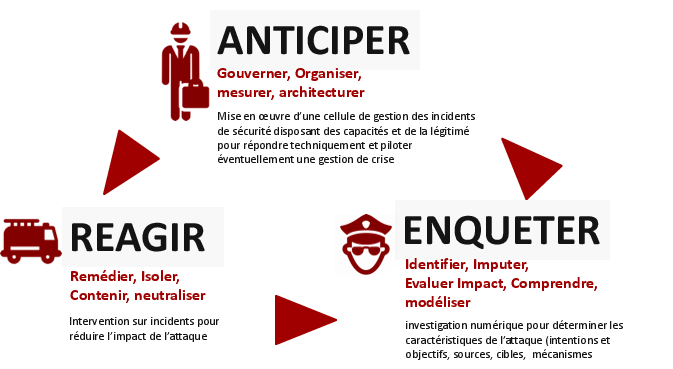 ANTICIPER
Gouverner, Organiser,
mesurer, architecturer
Mise en œuvre d’une cellule de gestion des incidents
de sécurité disposant des capacités et de la légitimé
pour répondre techniquement et piloter
éventuellement une gestion de crise
REAGIR
Remédier, Isoler,
Contenir, neutraliser
Intervention sur incidents pour
réduire l’impact de l’attaque
ENQUETER
Identifier, Imputer,
Evaluer Impact, Comprendre,
modéliser
investigation numérique pour déterminer les
caractéristiques de l’attaque (intentions et
objectifs, sources, cibles, mécanismes